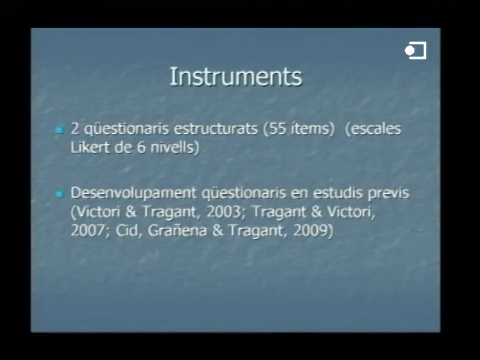 Instruments
2 qüestionaris estructurats (55 ítems) (escales
Likert de 6 nivells)
Desenvolupament qüestionaris en estudis previs
(Victori & Tragant, 2003; Tragant & Victori,
2007; Cid, Grañena & Tragant, 2009)